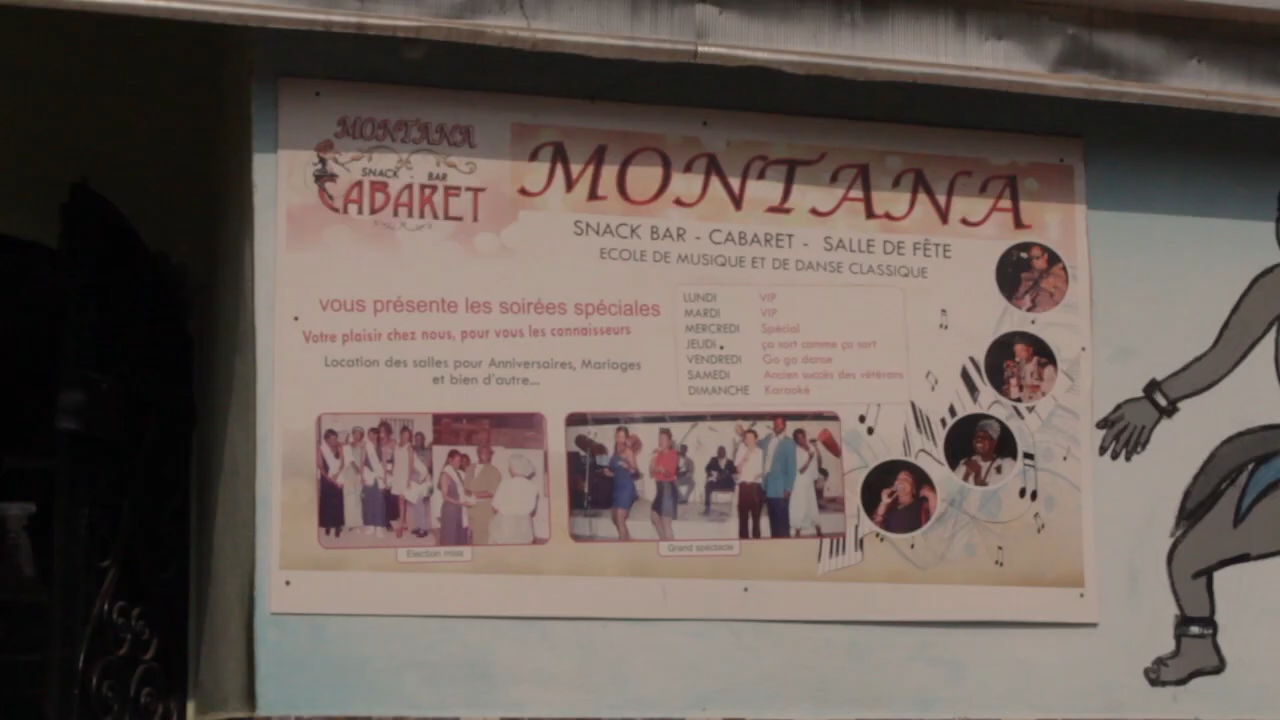 MONTANA
SNACK - BAR
CABARET
MONTANA
SNACK BAR - CABARET - SALLE DE FÊTE
ECOLE DE MUSIQUE ET DE DANSE CLASSIQUE
vous présente les soirées spéciales
Votre plaisir chez nous, pour vous les connaisseurs
Location des salles pour Anniversaires, Mariages
et bien d'autre...
LUNDI VIP
MARDI VIP
MERCREDI Spécial
JEUDI ça sort comme ça sort
VENDREDI Go go danse
SAMEDI Ancien succès des vétérans
DIMANCHE Karaoké
Election miss
Grand spectacle